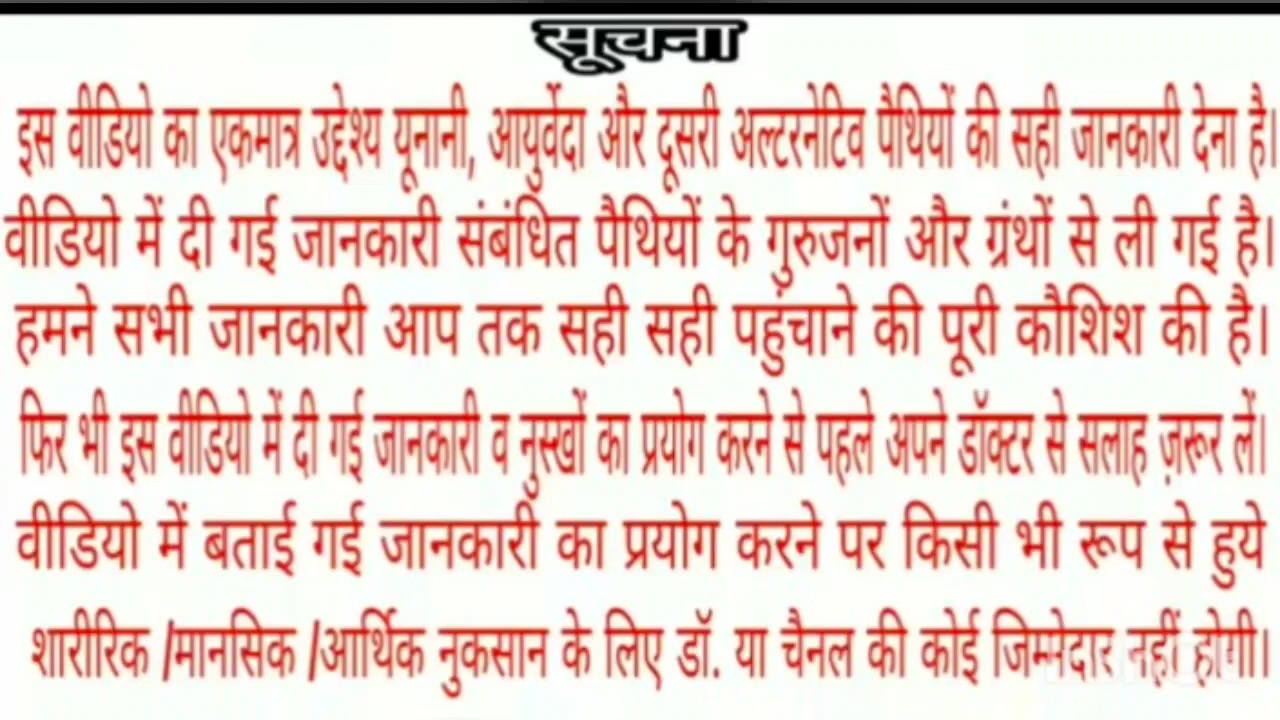 सूचना
इस वीडियो का एकमात्र उद्देश्य यूनानी, आयुर्वेदा और दूसरी अल्टरनेटिव पैथियों की सही जानकारी देना है।
वीडियो में दी गई जानकारी संबंधित पैथियों के गुरुजनों और ग्रंथों से ली गई है।
हमने सभी जानकारी आप तक सही सही पहुंचाने की पूरी कौशिश की है।
फिर भी इस वीडियो में दी गई जानकारी व नुस्खों का प्रयोग करने से पहले अपने डॉक्टर से सलाह ज़रूर लें।
वीडियो में बताई गई जानकारी का प्रयोग करने पर किसी भी रूप से हुये
शारीरिक /मानसिक /आर्थिक नुकसान के लिए डॉ. या चैनल की कोई जिम्मेदार नहीं होगी।